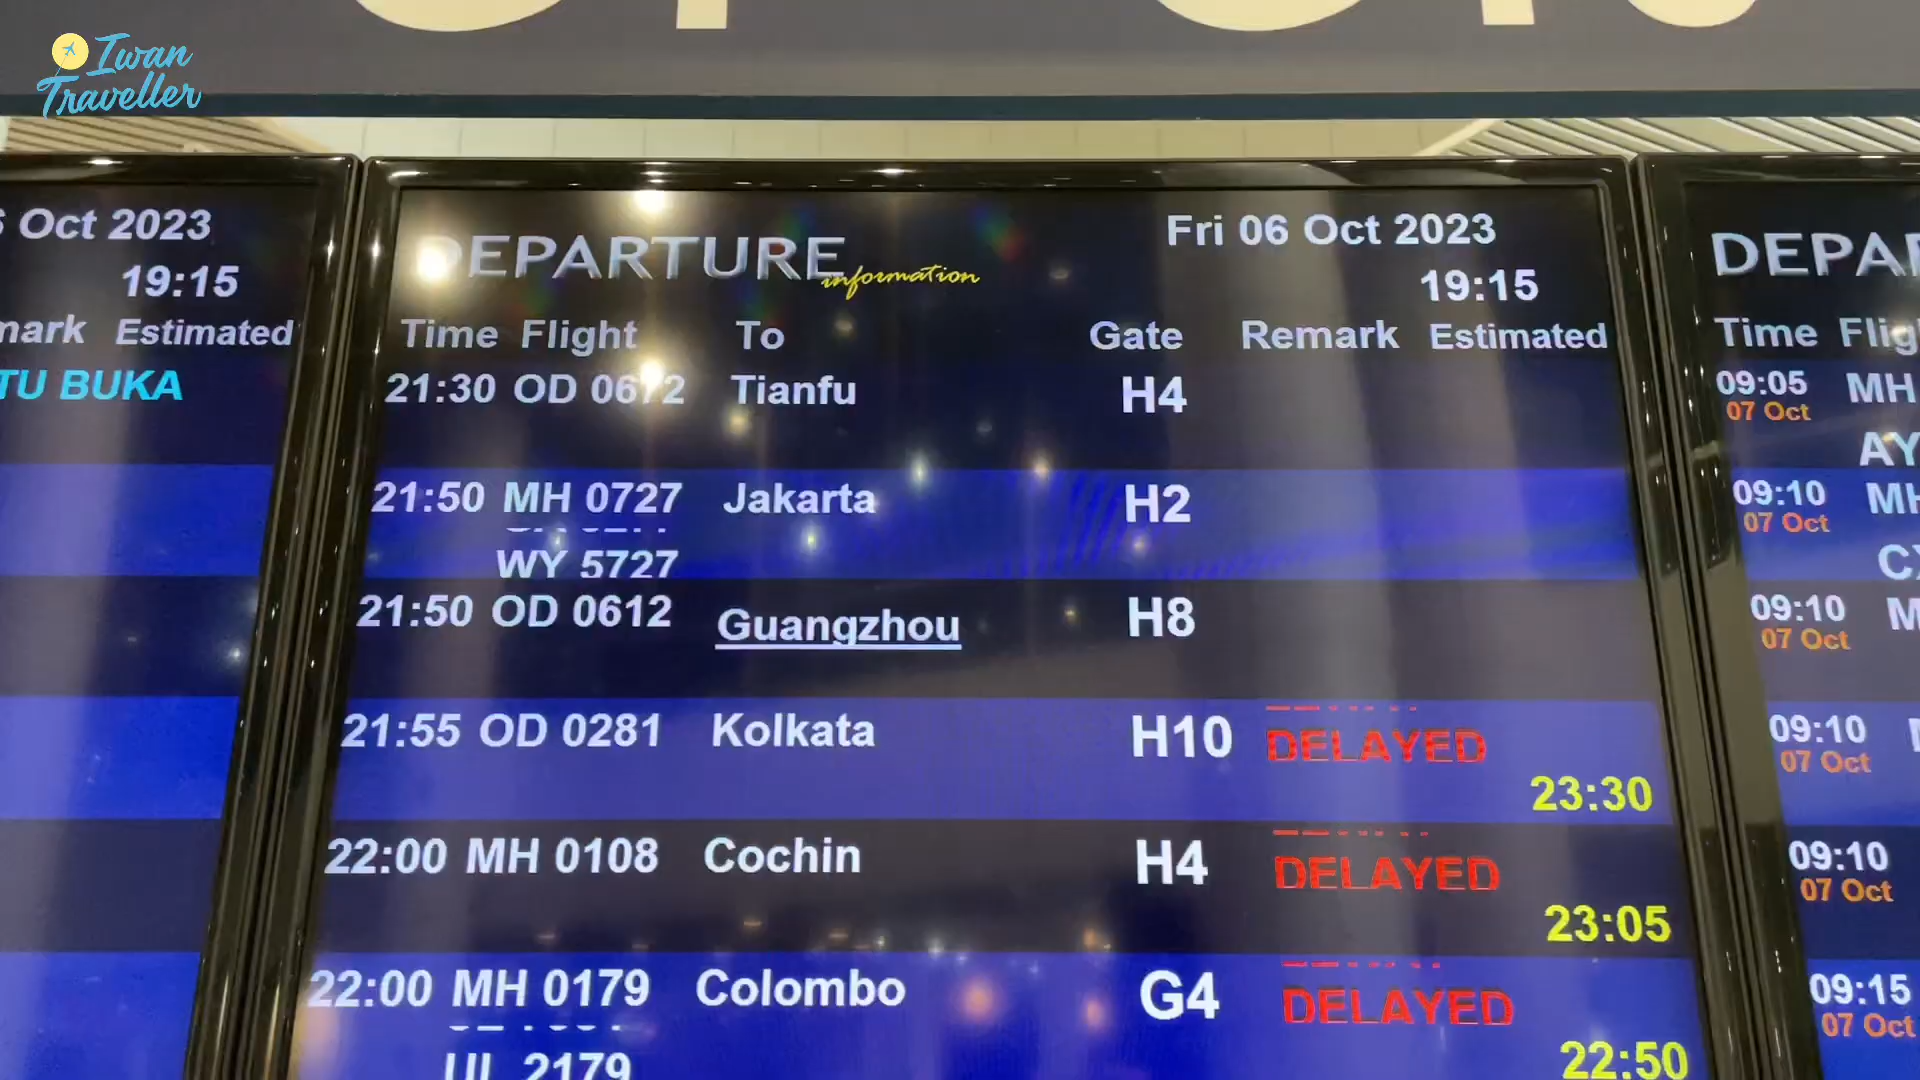 Iwan
Traveller
6 Oct 2023
19:15
mark Estimated
TU BUKA
DEPARTURE information
Fri 06 Oct 2023
19:15
Time Flight To Gate Remark Estimated
21:30 OD 0672 Tianfu H4
21:50 MH 0727 Jakarta H2
WY 5727
21:50 OD 0612 Guangzhou H8
21:55 OD 0281 Kolkata H10 DELAYED
23:30
22:00 MH 0108 Cochin H4 DELAYED
23:05
22:00 MH 0179 Colombo G4 DELAYED
UL 2179
22:50
DEPA
Time Flig
09:05 MH
07 Oct
AY
09:10 MH
07 Oct
CX
09:10 M
07 Oct
09:10
07 Oct
09:10
07 Oct
09:15
07 Oct